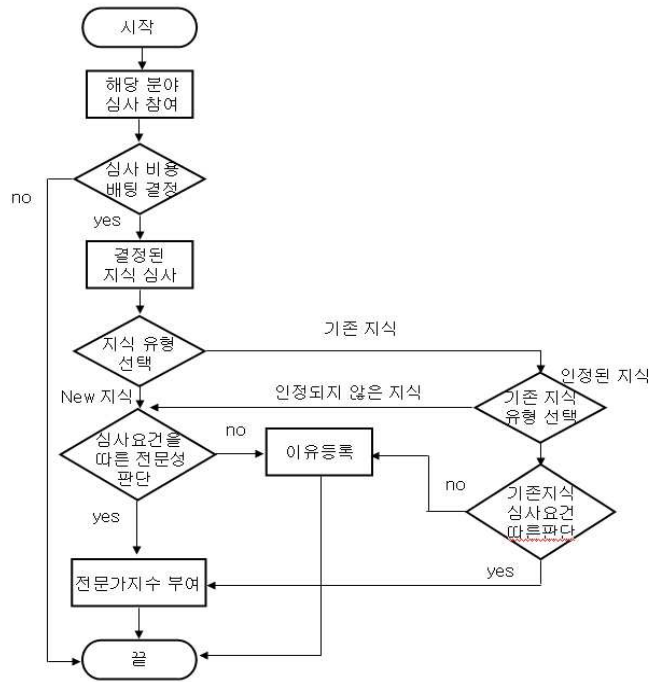 시작
해당 분야
심사 참여
심사 비용
배팅 결정
no
yes
결정된
지식 심사
지식 유형
선택
기존 지식
인정된 지식
기존 지식
유형 선택
New 지식
인정되지 않은 지식
심사요건을
따른 전문성
판단
no
이유등록
no
기존지식
심사요건
따른판단
yes
yes
전문가지수 부여
끝